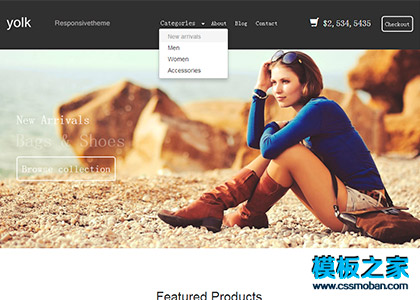 yolk Responsivetheme Categories About Blog Contact $2,534,5435 Checkout
New arrivals
Men
Women
Accessories
New Arrivals
Bags & Shoes
Browse collection
模板之家
www.cssmoban.com
Featured Products